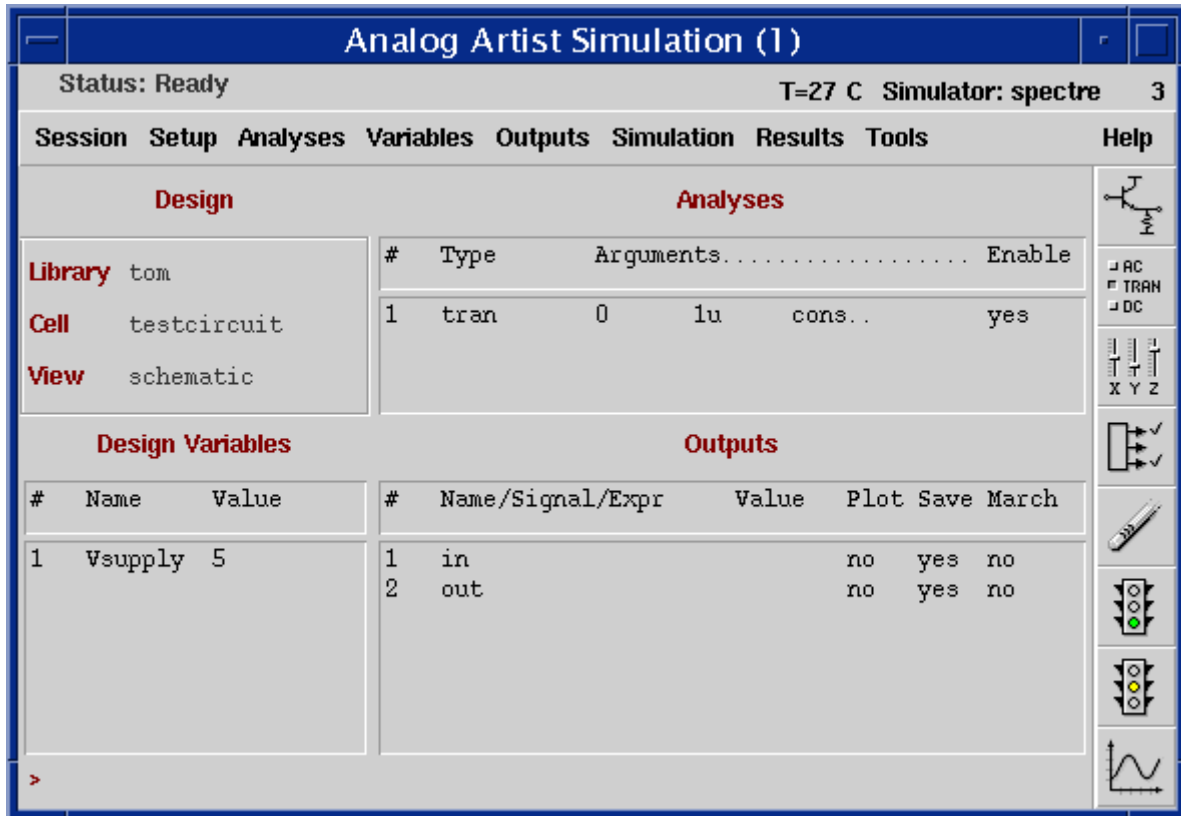 Analog Artist Simulation (1)
Status: Ready
T=27 C Simulator: spectre 3
Session Setup Analyses Variables Outputs Simulation Results Tools Help
Design
Library tom
Cell testcircuit
View schematic
Analyses
# Type Arguments................... Enable
1 tran 0 1u cons.. yes
Design Variables
# Name Value
1 Vsupply 5
Outputs
# Name/Signal/Expr Value Plot Save March
1 in no yes no
2 out no yes no
>
AC
TRAN
DC
X Y Z